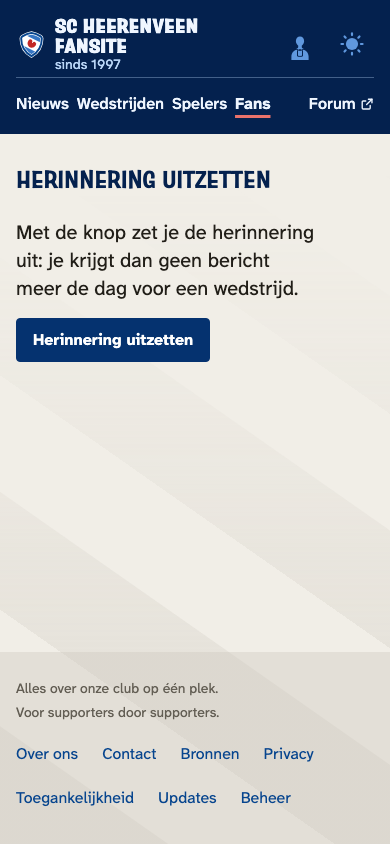 SC HEERENVEEN
FANSITE
sinds 1997
Nieuws Wedstrijden Spelers Fans Forum
HERINNERING UITZETTEN
Met de knop zet je de herinnering
uit: je krijgt dan geen bericht
meer de dag voor een wedstrijd.
Herinnering uitzetten
Alles over onze club op één plek.
Voor supporters door supporters.
Over ons Contact Bronnen Privacy
Toegankelijkheid Updates Beheer